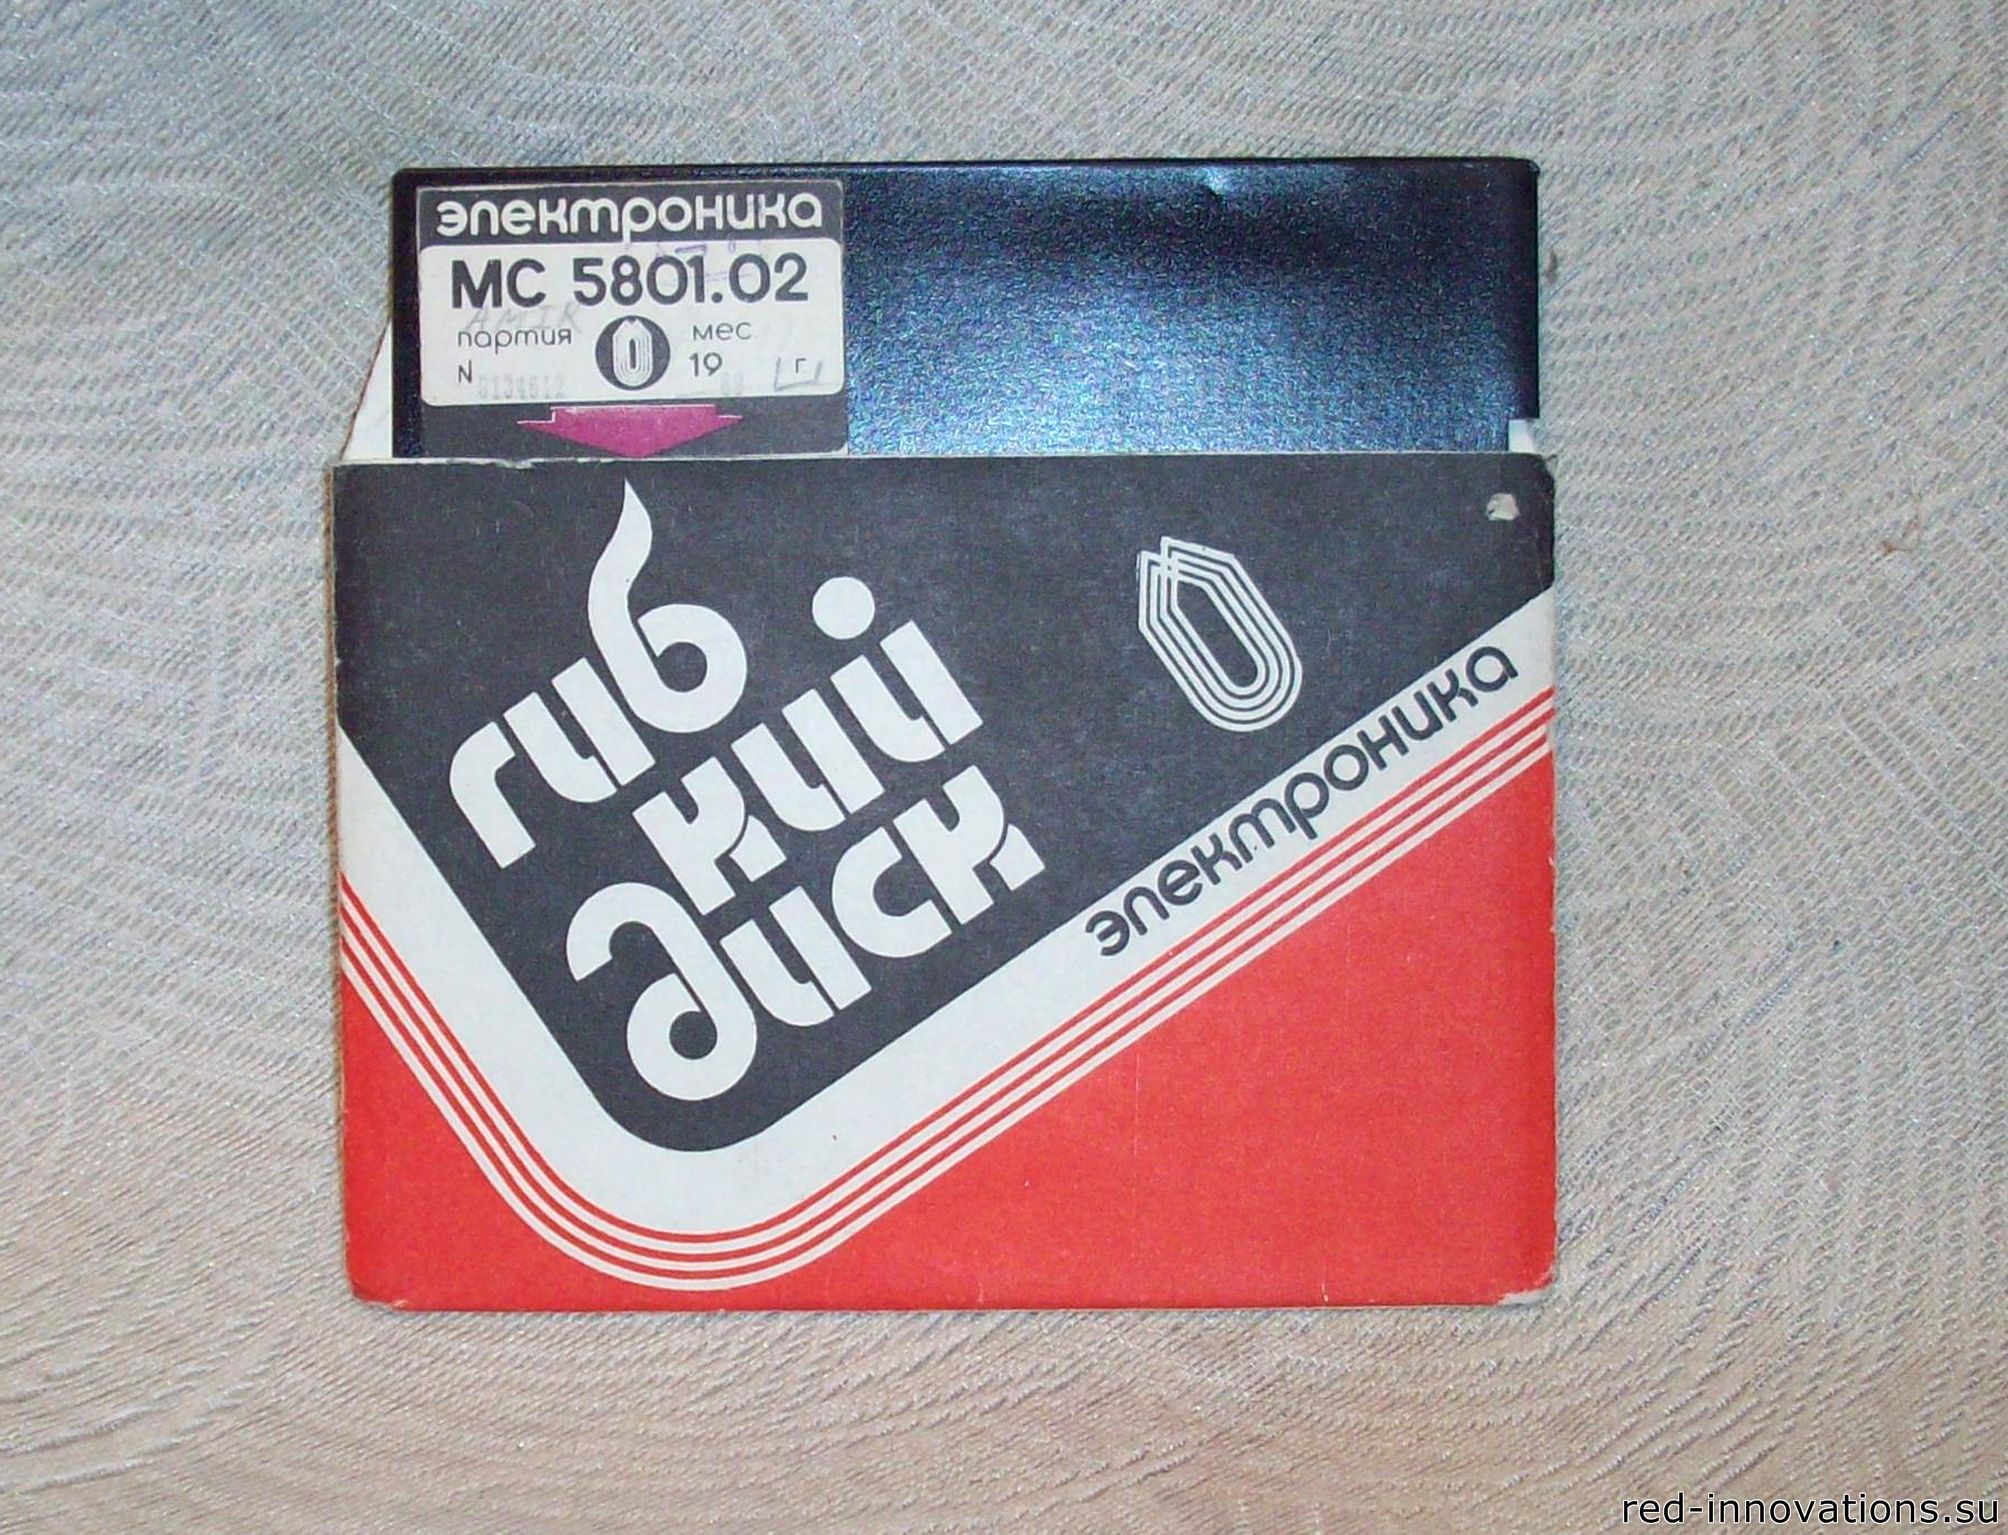 электроника
МС 5801.02
партия мес.
N 19 г
гиб
кий
диск
электроника
red-innovations.su